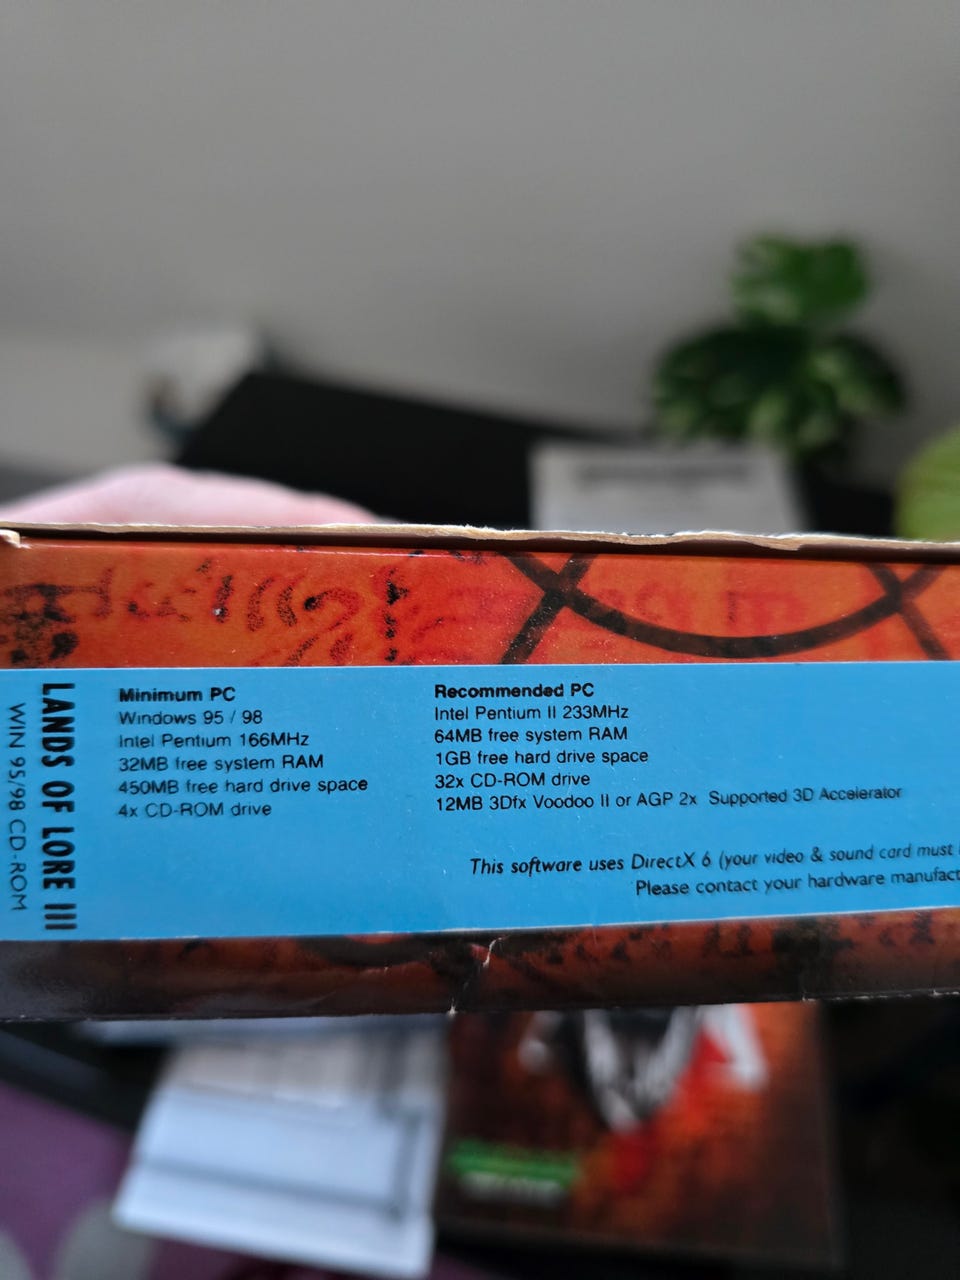 LANDS OF LORE III
WIN 95/98 CD-ROM
Minimum PC
Windows 95 / 98
Intel Pentium 166MHz
32MB free system RAM
450MB free hard drive space
4x CD-ROM drive
Recommended PC
Intel Pentium II 233MHz
64MB free system RAM
1GB free hard drive space
32x CD-ROM drive
12MB 3Dfx Voodoo II or AGP 2x Supported 3D Accelerator
This software uses DirectX 6 (your video & sound card must
Please contact your hardware manufact